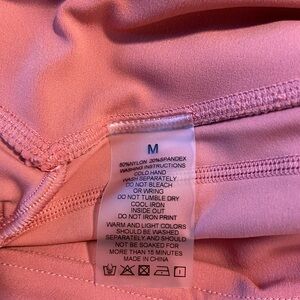 M
80%NYLON 20%SPANDEX
WASHING INSTRUCTIONS
COLD HAND
WASH SEPARATELY
DO NOT BLEACH
OR WRING
DO NOT TUMBLE DRY
COOL IRON
INSIDE OUT
DO NOT IRON PRINT
WARM AND LIGHT COLORS
SHOULD BE WASHED
SEPARATELY AND SHOULD
NOT BE SOAKED FOR
MORE THAN 15 MINUTES
MADE IN CHINA